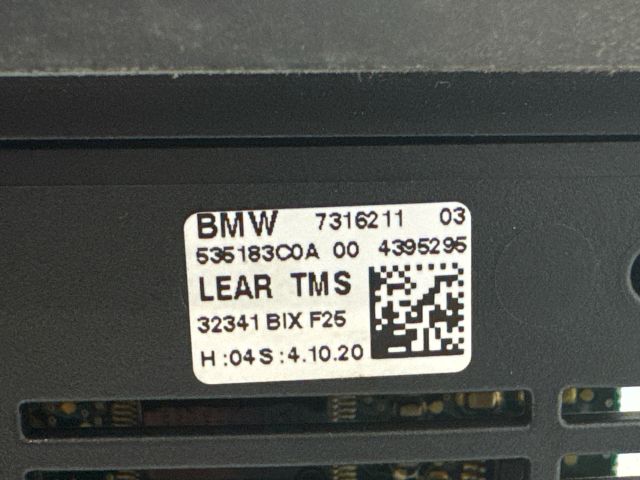 BMW 7316211 03
535183C0A 00 4395295
LEAR TMS
32341 BIX F25
H :04 S :4.10.20